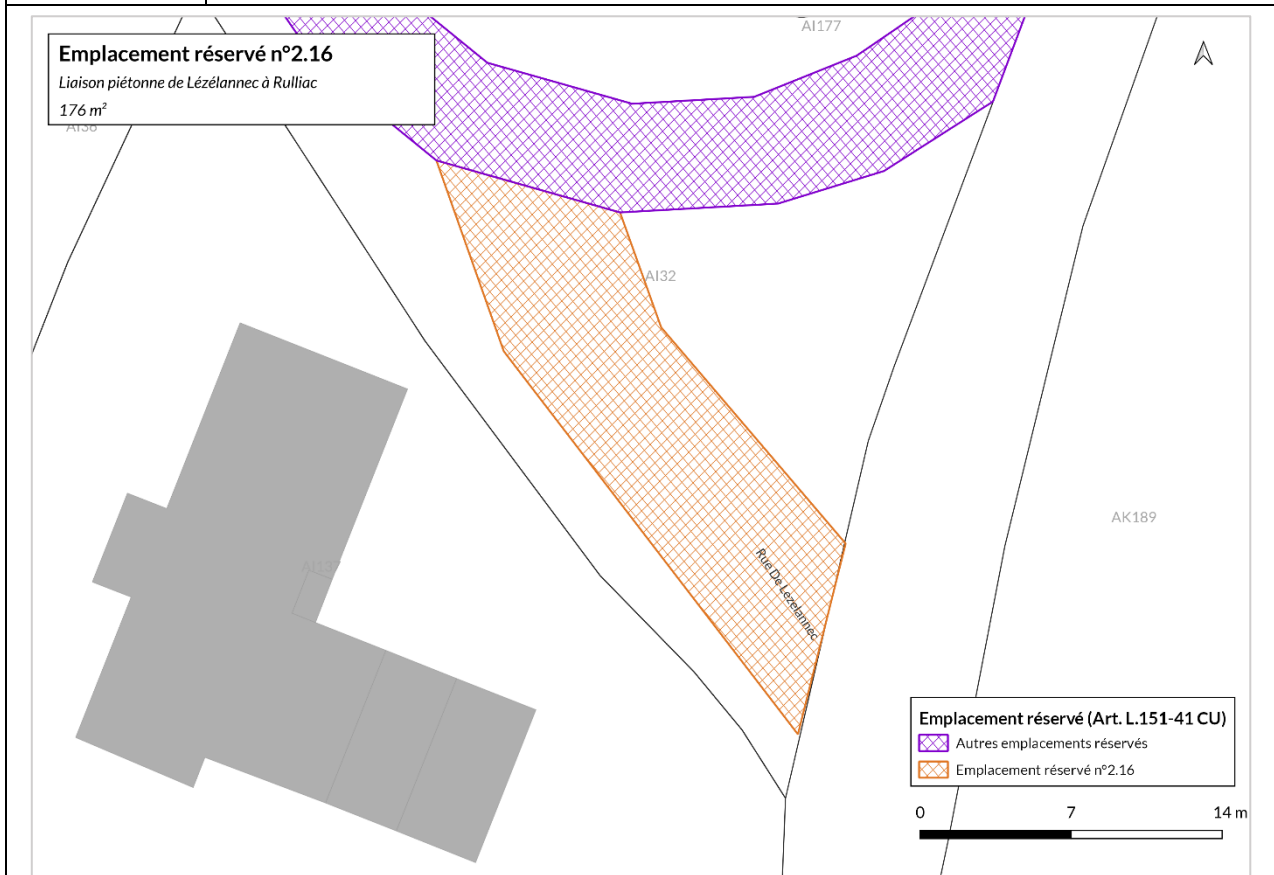 Emplacement réservé n°2.16
Liaison piétonne de Lézélannec à Rulliac
176 m²
AI177
AI36
AI32
AK189
Rue De Lezelannec
Emplacement réservé (Art. L.151-41 CU)
Autres emplacements réservés
Emplacement réservé n°2.16
0 7 14 m